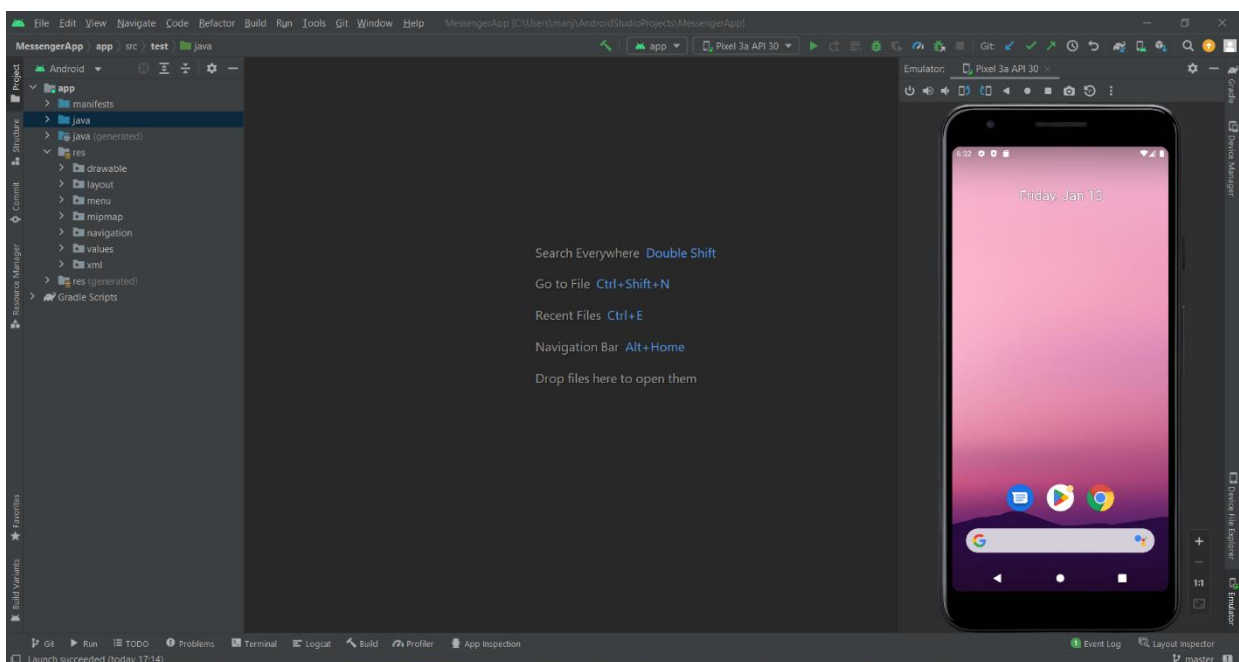 File Edit View Navigate Code Refactor Build Run Tools Git Window Help MessengerApp [C:\Users\marij\AndroidStudioProjects\MessengerApp]
MessengerApp app src test java
app Pixel 3a API 30 Git:
Project
Structure
Commit
Resource Manager
Favorites
Build Variants
Android
app
manifests
java
java (generated)
res
drawable
layout
menu
mipmap
navigation
values
xml
res (generated)
Gradle Scripts
Search Everywhere Double Shift
Go to File Ctrl+Shift+N
Recent Files Ctrl+E
Navigation Bar Alt+Home
Drop files here to open them
Emulator: Pixel 3a API 30
Friday, Jan 13
1:1
Gradle
Device Manager
Device File Explorer
Emulator
Git Run TODO Problems Terminal Logcat Build Profiler App Inspection Event Log Layout Inspector
Launch succeeded (today 17:14) master